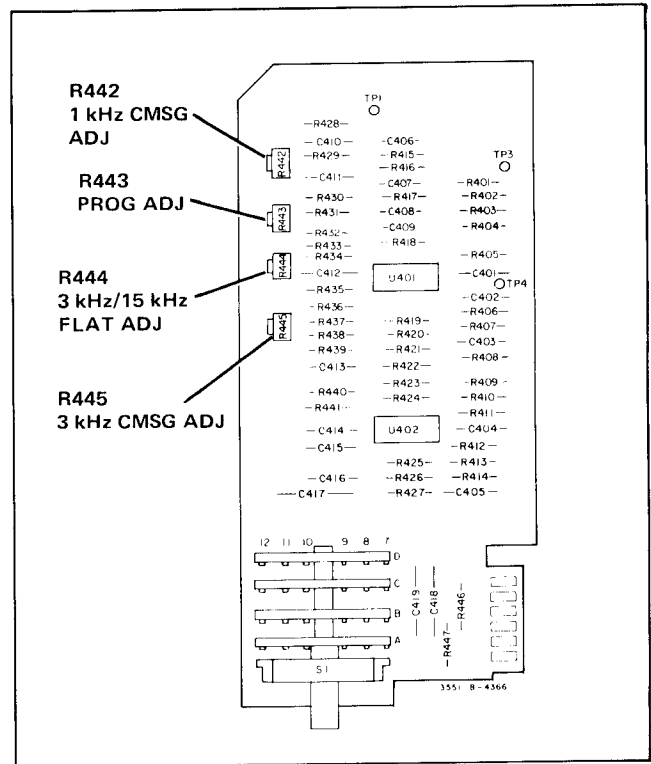 R442
1 kHz CMSG
ADJ
R443
PROG ADJ
R444
3 kHz/15 kHz
FLAT ADJ
R445
3 kHz CMSG ADJ
R442
R443
R444
R445
TP1
R428
C410
R429
C411
R430
R431
R432
R433
R434
C412
R435
R436
R437
R438
R439
C413
R440
R441
C414
C415
C416
C417
C406
R415
R416
C407
R417
C408
C409
R418
U401
R419
R420
R421
R422
R423
R424
U402
R425
R426
R427
TP3
R401
R402
R403
R404
R405
C401
TP4
C402
R406
R407
C403
R408
R409
R410
R411
C404
R412
R413
R414
C405
12 11 10 9 8 7
D
C
B
A
S1
C419
C418
R447
R446
3551 B-4366